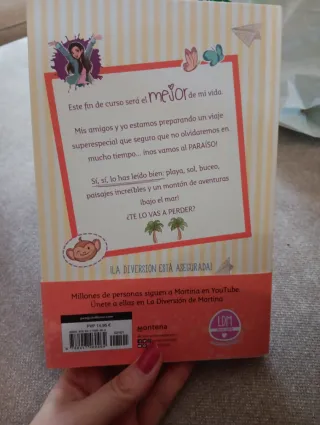 Este fin de curso será el mejor de mi vida.
Mis amigos y yo estamos preparando un viaje
superespecial que seguro que no olvidaremos en
mucho tiempo... ¡nos vamos al PARAÍSO!
Sí, sí, lo has leído bien: playa, sol, buceo,
paisajes increíbles y un montón de aventuras
¡bajo el mar!
¿TE LO VAS A PERDER?
¡LA DIVERSIÓN ESTÁ ASEGURADA!
Millones de personas siguen a Martina en YouTube.
Únete a ellas en La Diversión de Martina
montena
LDM